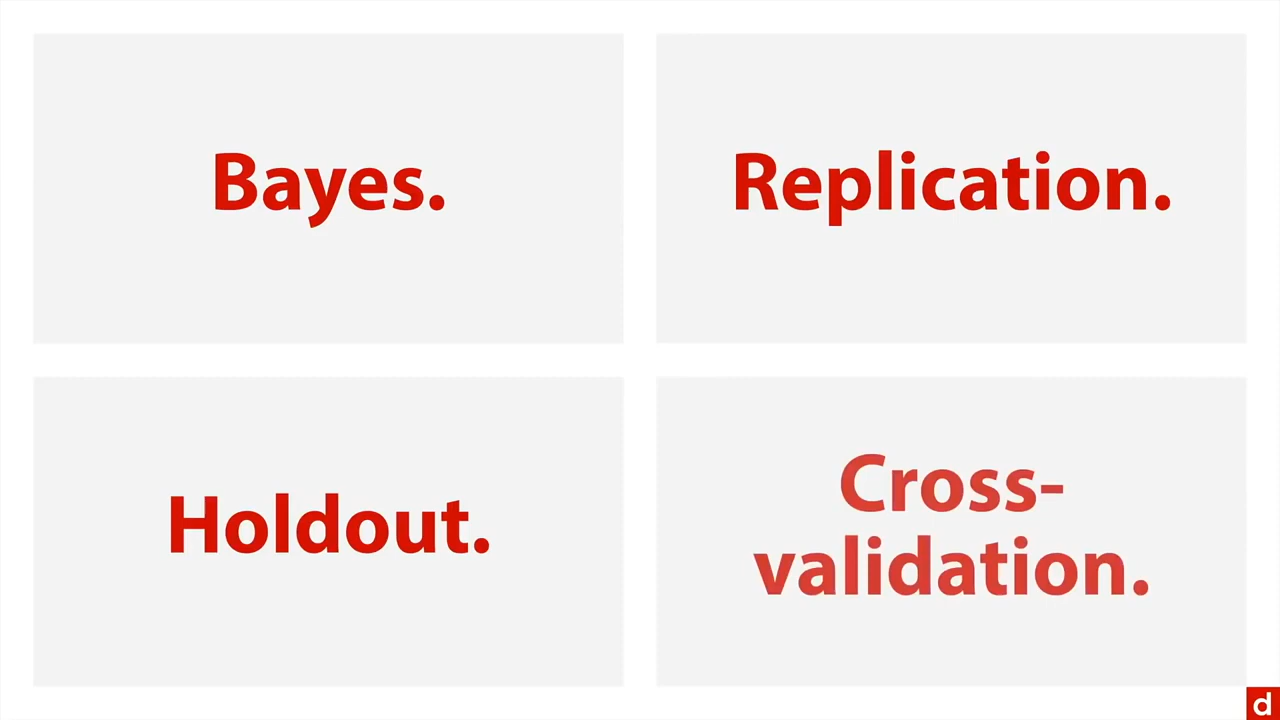 Bayes.
Replication.
Holdout.
Cross-
validation.
d